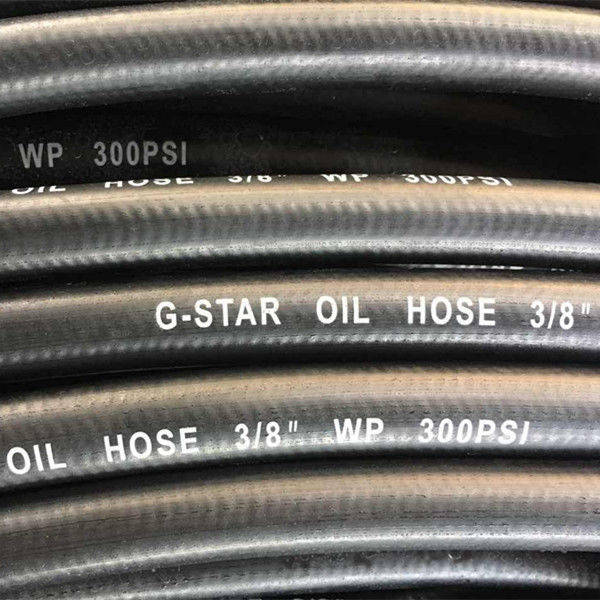 WP 300PSI
OIL HOSE 3/8" WP 300PSI
G-STAR OIL HOSE 3/8"
OIL HOSE 3/8" WP 300PSI